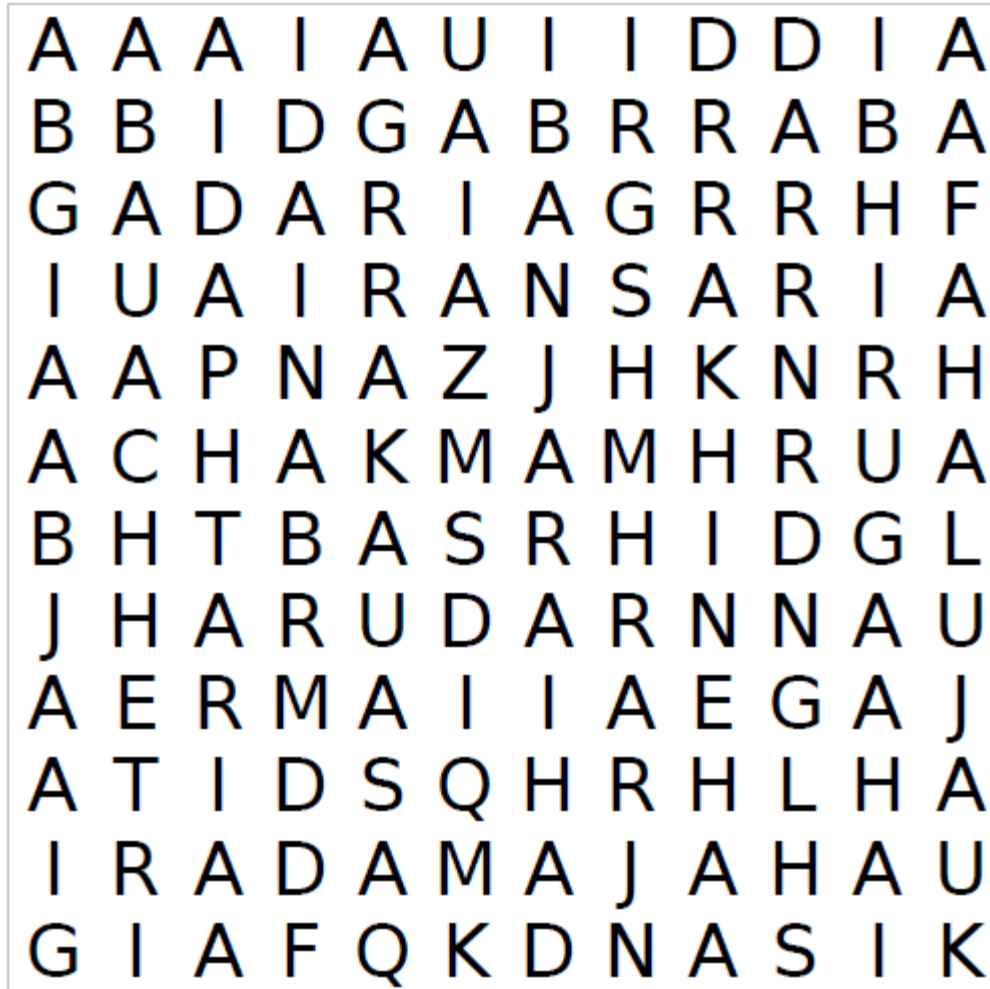 A A A I A U I I D D I A
B B I D G A B R R A B A
G A D A R I A G R R H F
I U A I R A N S A R I A
A A P N A Z J H K N R H
A C H A K M A M H R U A
B H T B A S R H I D G L
J H A R U D A R N N A U
A E R M A I I A E G A J
A T I D S Q H R H L H A
I R A D A M A J A H A U
G I A F Q K D N A S I K